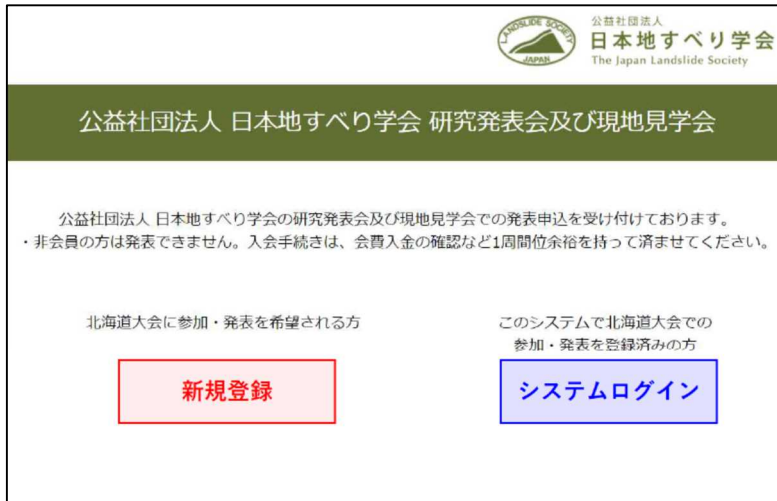 LANDSLIDE SOCIETY
JAPAN
公益社団法人
日本地すべり学会
The Japan Landslide Society
公益社団法人 日本地すべり学会 研究発表会及び現地見学会
公益社団法人 日本地すべり学会の研究発表会及び現地見学会での発表申込を受け付けております。
・非会員の方は発表できません。入会手続きは、会費入金の確認など1周間位余裕を持って済ませてください。
北海道大会に参加・発表を希望される方
新規登録
このシステムで北海道大会での
参加・発表を登録済みの方
システムログイン